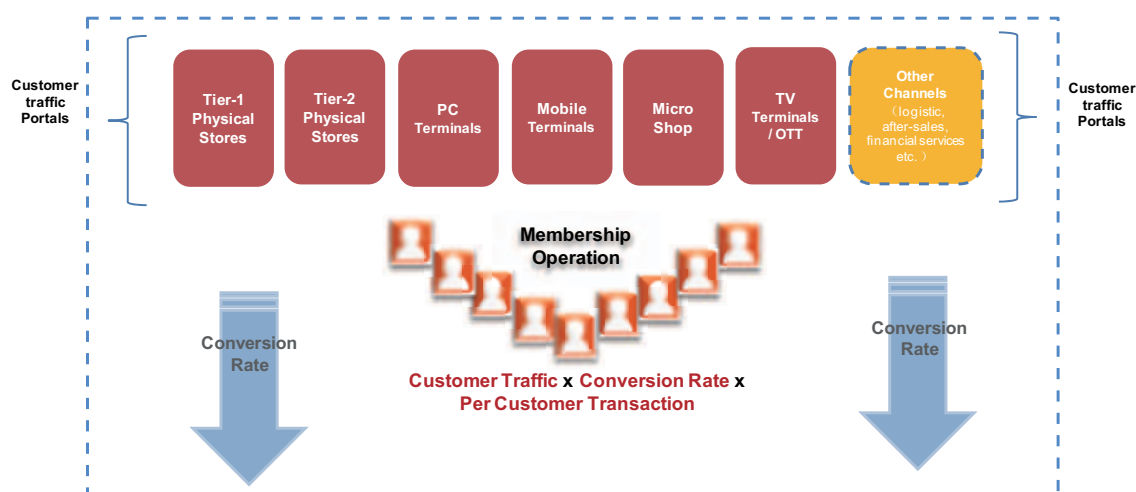 Customer
traffic
Portals
Tier-1
Physical
Stores
Tier-2
Physical
Stores
PC
Terminals
Mobile
Terminals
Micro
Shop
TV
Terminals
/ OTT
Other
Channels
（logistic,
after-sales,
financial services
etc. ）
Customer
traffic
Portals
Membership
Operation
Conversion
Rate
Conversion
Rate
Customer Traffic x Conversion Rate x
Per Customer Transaction